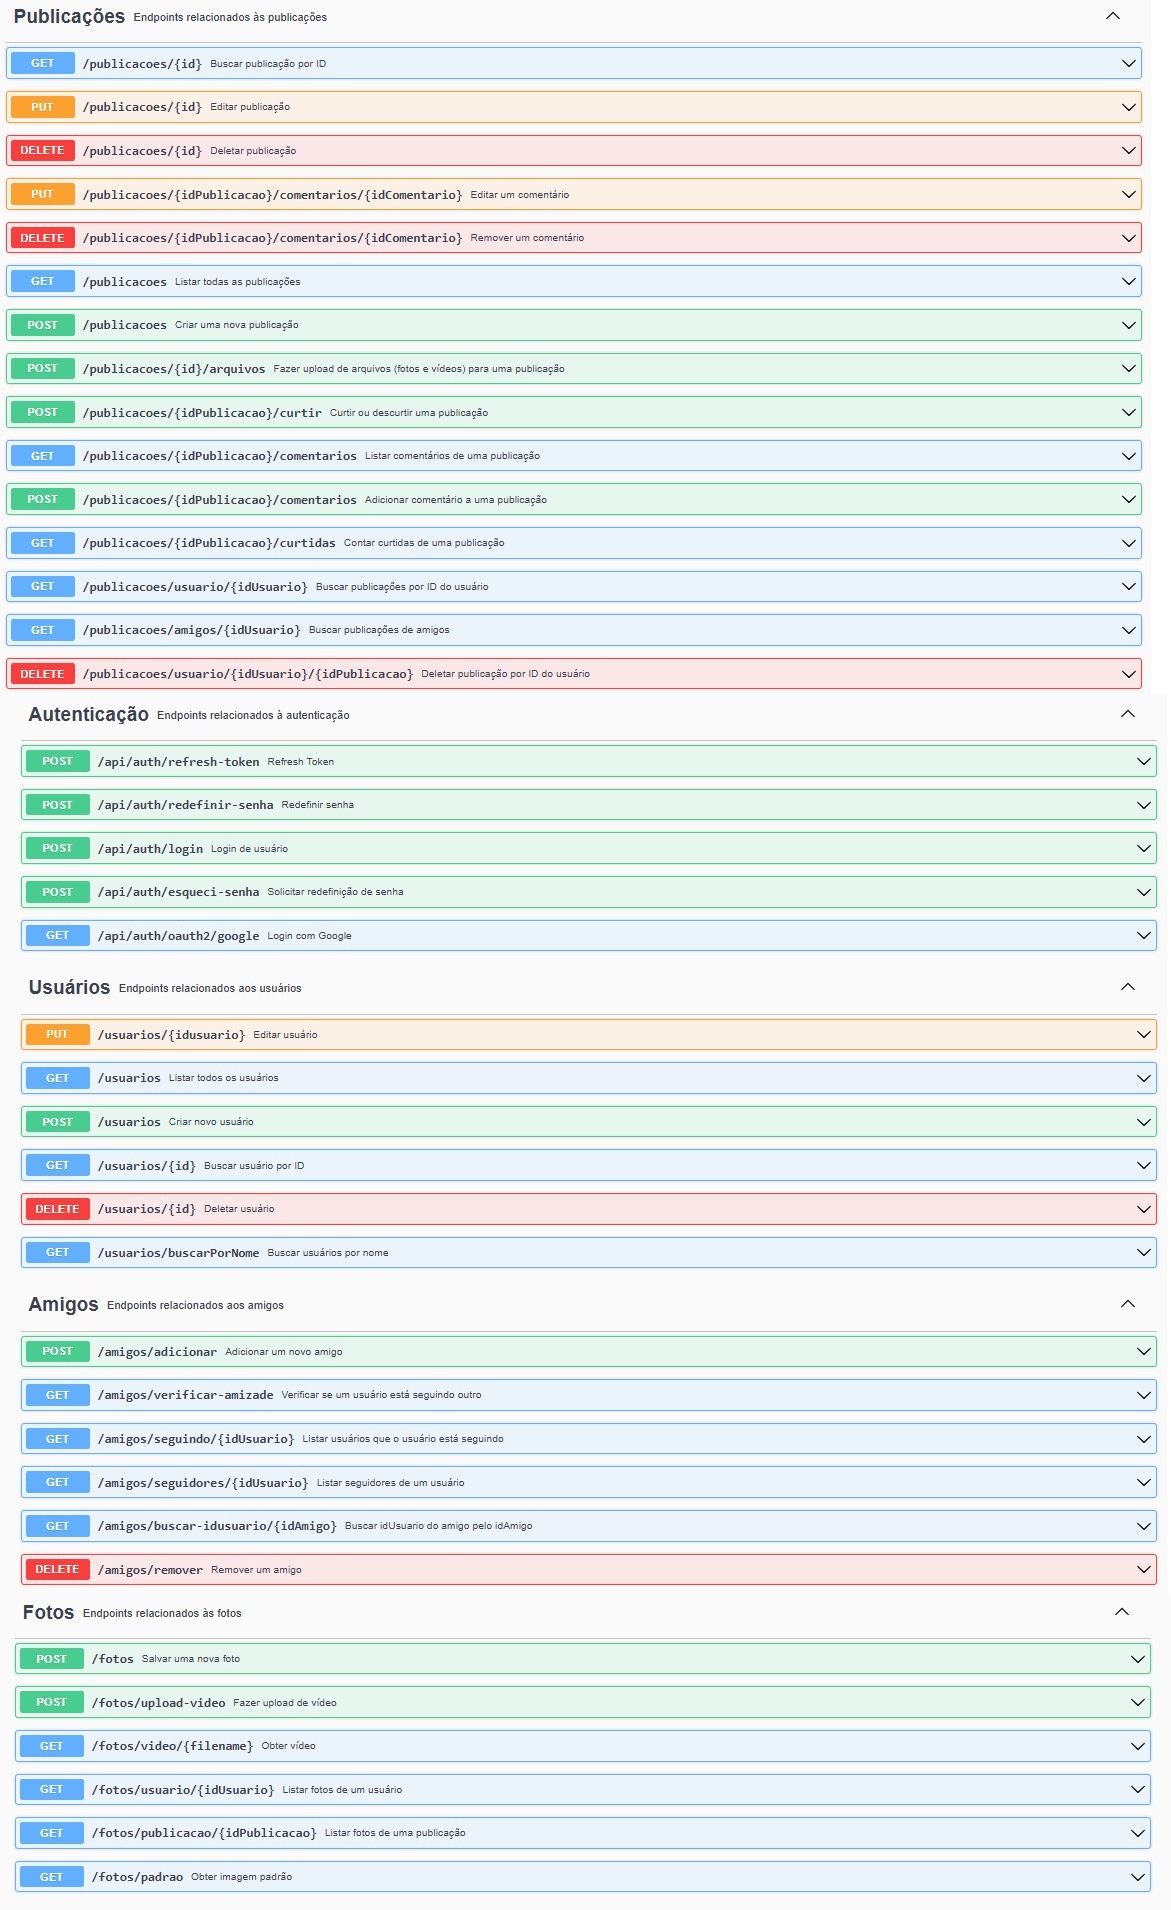 Publicações Endpoints relacionados às publicações
GET /publicacoes/{id} Buscar publicação por ID
PUT /publicacoes/{id} Editar publicação
DELETE /publicacoes/{id} Deletar publicação
PUT /publicacoes/{idPublicacao}/comentarios/{idComentario} Editar um comentário
DELETE /publicacoes/{idPublicacao}/comentarios/{idComentario} Remover um comentário
GET /publicacoes Listar todas as publicações
POST /publicacoes Criar uma nova publicação
POST /publicacoes/{id}/arquivos Fazer upload de arquivos (fotos e vídeos) para uma publicação
POST /publicacoes/{idPublicacao}/curtir Curtir ou descurtir uma publicação
GET /publicacoes/{idPublicacao}/comentarios Listar comentários de uma publicação
POST /publicacoes/{idPublicacao}/comentarios Adicionar comentário a uma publicação
GET /publicacoes/{idPublicacao}/curtidas Contar curtidas de uma publicação
GET /publicacoes/usuario/{idUsuario} Buscar publicações por ID do usuário
GET /publicacoes/amigos/{idUsuario} Buscar publicações de amigos
DELETE /publicacoes/usuario/{idUsuario}/{idPublicacao} Deletar publicação por ID do usuário
Autenticação Endpoints relacionados à autenticação
POST /api/auth/refresh-token Refresh Token
POST /api/auth/redefinir-senha Redefinir senha
POST /api/auth/login Login de usuário
POST /api/auth/esqueci-senha Solicitar redefinição de senha
GET /api/auth/oauth2/google Login com Google
Usuários Endpoints relacionados aos usuários
PUT /usuarios/{idusuario} Editar usuário
GET /usuarios Listar todos os usuários
POST /usuarios Criar novo usuário
GET /usuarios/{id} Buscar usuário por ID
DELETE /usuarios/{id} Deletar usuário
GET /usuarios/buscarPorNome Buscar usuários por nome
Amigos Endpoints relacionados aos amigos
POST /amigos/adicionar Adicionar um novo amigo
GET /amigos/verificar-amizade Verificar se um usuário está seguindo outro
GET /amigos/seguindo/{idUsuario} Listar usuários que o usuário está seguindo
GET /amigos/seguidores/{idUsuario} Listar seguidores de um usuário
GET /amigos/buscar-idusuario/{idAmigo} Buscar idUsuario do amigo pelo idAmigo
DELETE /amigos/remover Remover um amigo
Fotos Endpoints relacionados às fotos
POST /fotos Salvar uma nova foto
POST /fotos/upload-video Fazer upload de vídeo
GET /fotos/video/{filename} Obter vídeo
GET /fotos/usuario/{idUsuario} Listar fotos de um usuário
GET /fotos/publicacao/{idPublicacao} Listar fotos de uma publicação
GET /fotos/padrao Obter imagem padrão